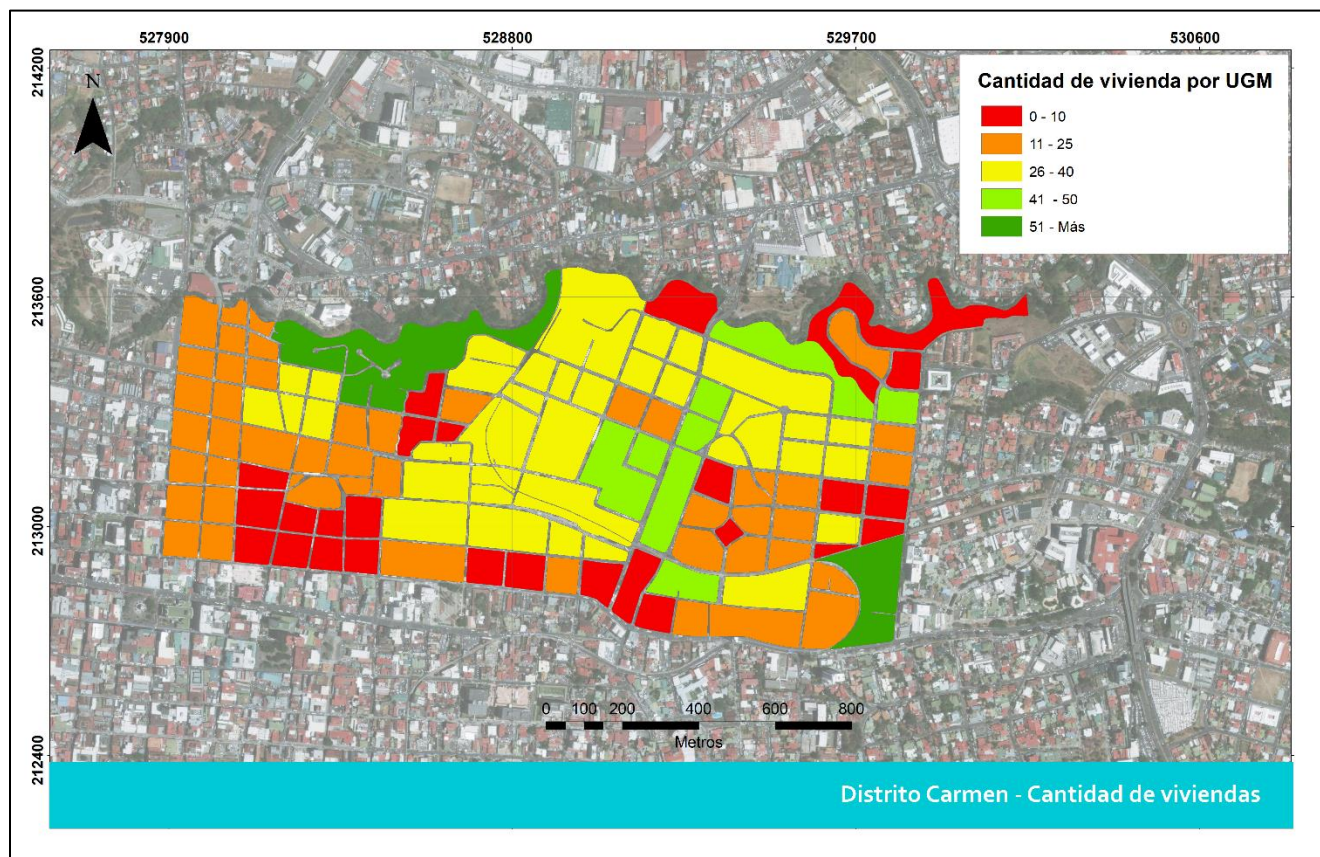 527900 528800 529700 530600
214200
213600
213000
212400
N
Cantidad de vivienda por UGM
0 - 10
11 - 25
26 - 40
41 - 50
51 - Más
0 100 200 400 600 800
Metros
Distrito Carmen - Cantidad de viviendas